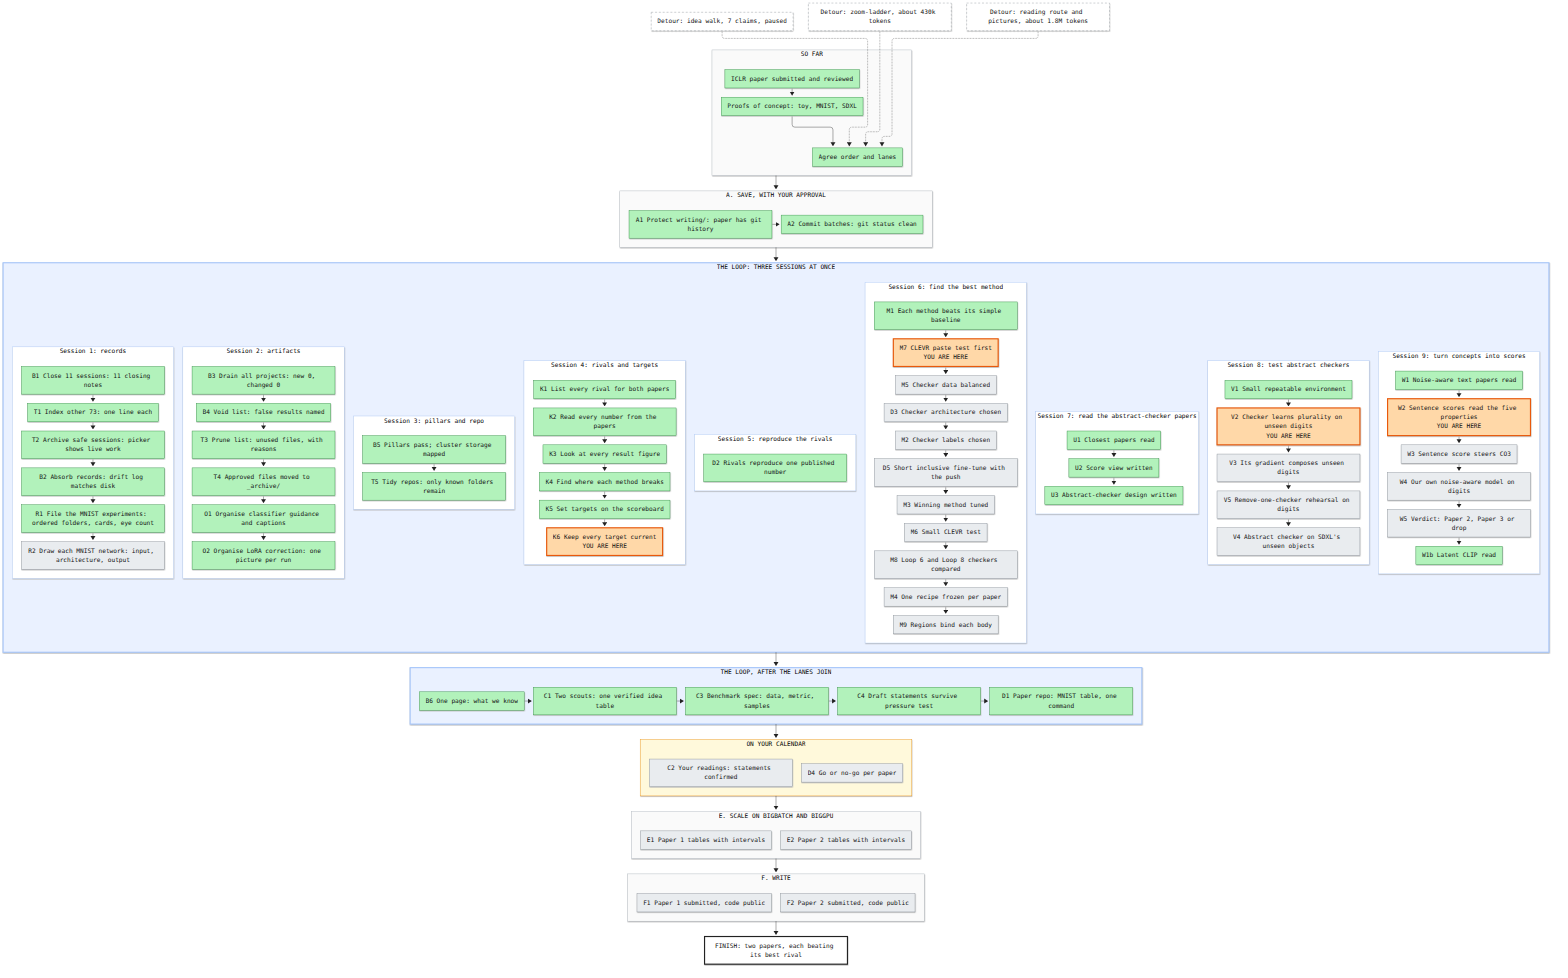 Detour: idea walk, 7 claims, paused
Detour: zoom-ladder, about 430k
tokens
Detour: reading route and
pictures, about 1.8M tokens
SO FAR
ICLR paper submitted and reviewed
Proofs of concept: toy, MNIST, SDXL
Agree order and lanes
A. SAVE, WITH YOUR APPROVAL
A1 Protect writing/: paper has git
history
A2 Commit batches: git status clean
THE LOOP: THREE SESSIONS AT ONCE
Session 1: records
B1 Close 11 sessions: 11 closing
notes
T1 Index other 73: one line each
T2 Archive safe sessions: picker
shows live work
B2 Absorb records: drift log
matches disk
R1 File the MNIST experiments:
ordered folders, cards, eye count
R2 Draw each MNIST network: input,
architecture, output
Session 2: artifacts
B3 Drain all projects: new 0,
changed 0
B4 Void list: false results named
T3 Prune list: unused files, with
reasons
T4 Approved files moved to
_archive/
O1 Organise classifier guidance
and captions
O2 Organise LoRA correction: one
picture per run
Session 3: pillars and repo
B5 Pillars pass; cluster storage
mapped
T5 Tidy repos: only known folders
remain
Session 4: rivals and targets
K1 List every rival for both papers
K2 Read every number from the
papers
K3 Look at every result figure
K4 Find where each method breaks
K5 Set targets on the scoreboard
K6 Keep every target current
YOU ARE HERE
Session 5: reproduce the rivals
D2 Rivals reproduce one published
number
Session 6: find the best method
M1 Each method beats its simple
baseline
M7 CLEVR paste test first
YOU ARE HERE
M5 Checker data balanced
D3 Checker architecture chosen
M2 Checker labels chosen
D5 Short inclusive fine-tune with
the push
M3 Winning method tuned
M6 Small CLEVR test
M8 Loop 6 and Loop 8 checkers
compared
M4 One recipe frozen per paper
M9 Regions bind each body
Session 7: read the abstract-checker papers
U1 Closest papers read
U2 Score view written
U3 Abstract-checker design written
Session 8: test abstract checkers
V1 Small repeatable environment
V2 Checker learns plurality on
unseen digits
YOU ARE HERE
V3 Its gradient composes unseen
digits
V5 Remove-one-checker rehearsal on
digits
V4 Abstract checker on SDXL's
unseen objects
Session 9: turn concepts into scores
W1 Noise-aware text papers read
W2 Sentence scores read the five
properties
YOU ARE HERE
W3 Sentence score steers CO3
W4 Our own noise-aware model on
digits
W5 Verdict: Paper 2, Paper 3 or
drop
W1b Latent CLIP read
THE LOOP, AFTER THE LANES JOIN
B6 One page: what we know
C1 Two scouts: one verified idea
table
C3 Benchmark spec: data, metric,
samples
C4 Draft statements survive
pressure test
D1 Paper repo: MNIST table, one
command
ON YOUR CALENDAR
C2 Your readings: statements
confirmed
D4 Go or no-go per paper
E. SCALE ON BIGBATCH AND BIGGPU
E1 Paper 1 tables with intervals
E2 Paper 2 tables with intervals
F. WRITE
F1 Paper 1 submitted, code public
F2 Paper 2 submitted, code public
FINISH: two papers, each beating
its best rival